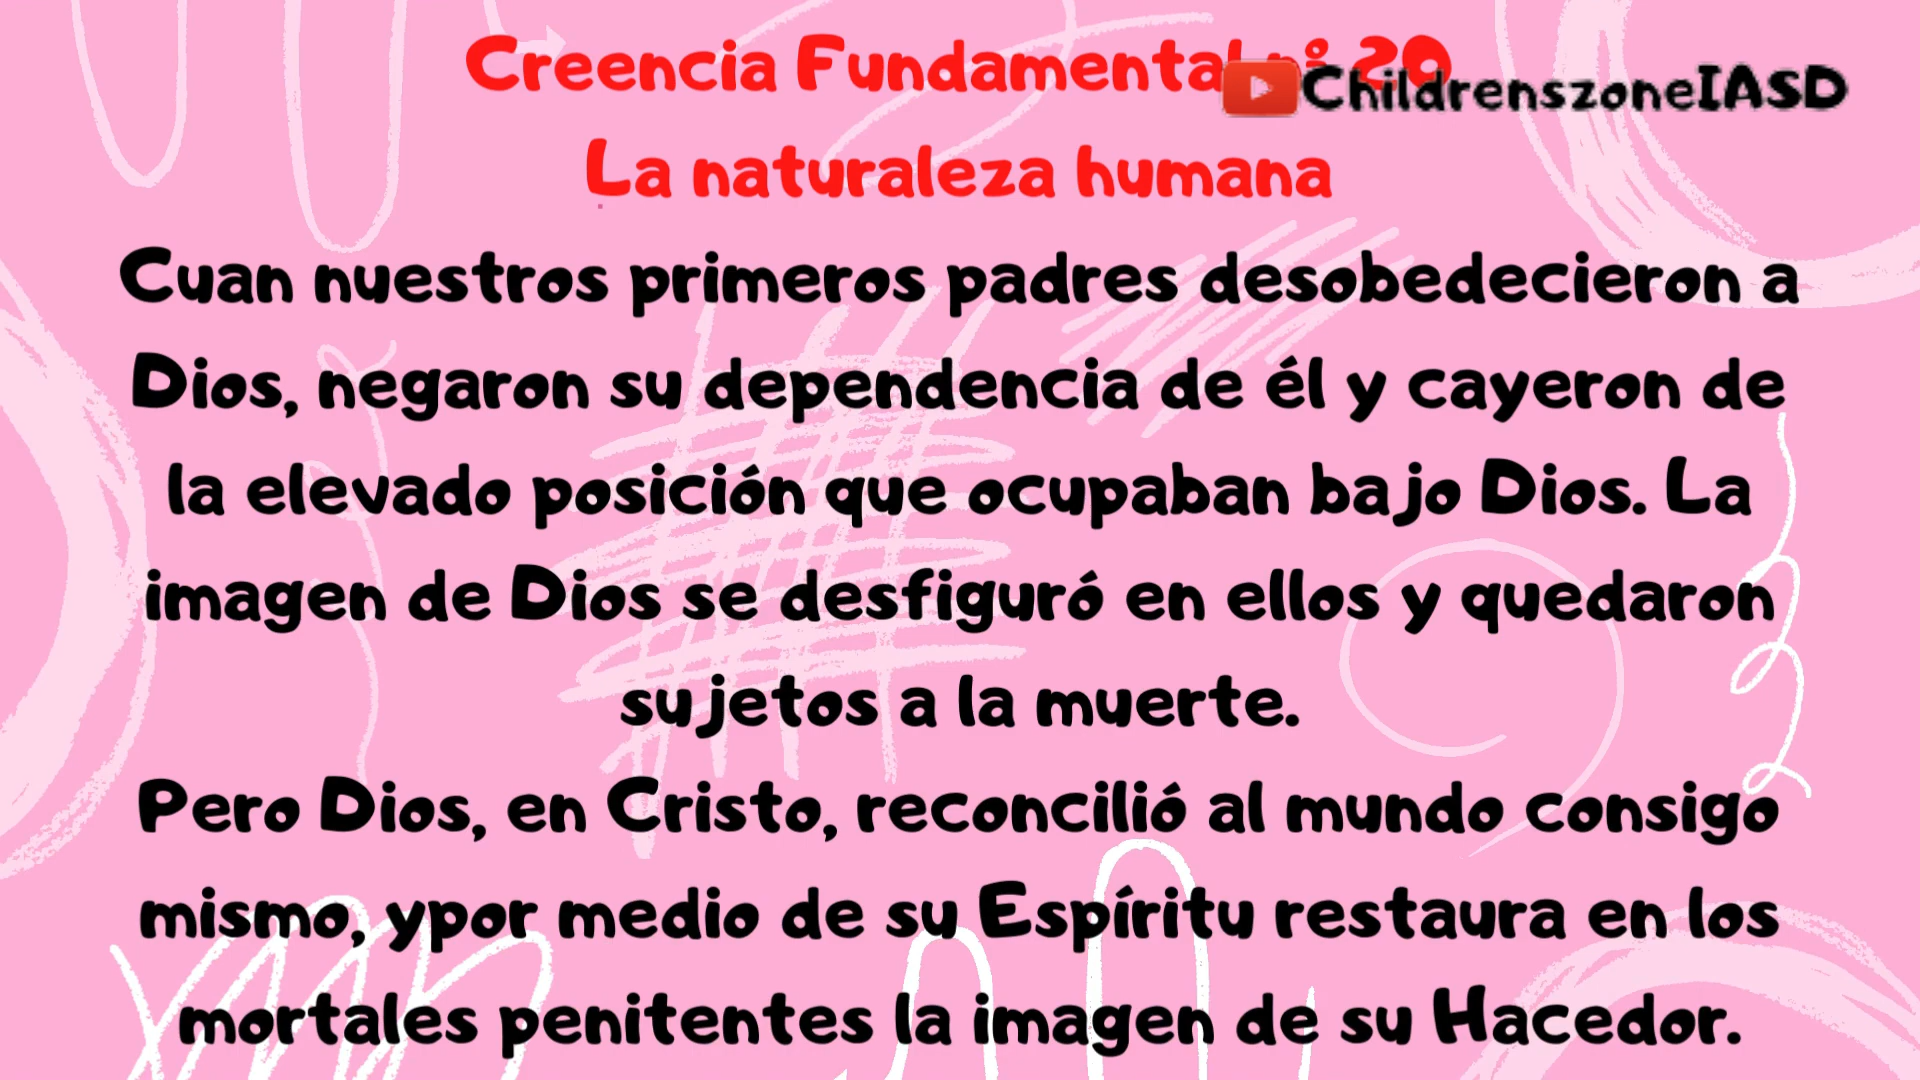 Creencia Fundamental nº 20
ChildrenszoneIASD
La naturaleza humana
Cuan nuestros primeros padres desobedecieron a
Dios, negaron su dependencia de él y cayeron de
la elevado posición que ocupaban bajo Dios. La
imagen de Dios se desfiguró en ellos y quedaron
sujetos a la muerte.
Pero Dios, en Cristo, reconcilió al mundo consigo
mismo, ypor medio de su Espíritu restaura en los
mortales penitentes la imagen de su Hacedor.